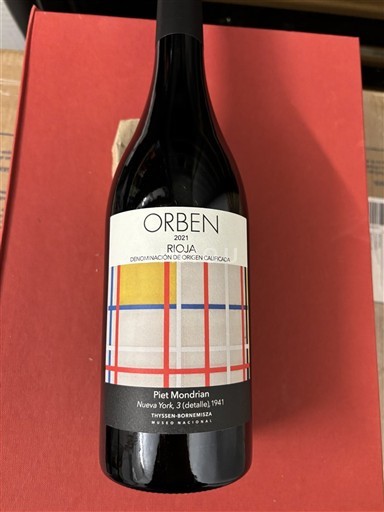 ORBEN
2021
RIOJA
DENOMINACIÓN DE ORIGEN CALIFICADA
Piet Mondrian
Nueva York, 3 (detalle), 1941
THYSSEN-BORNEMISZA
MUSEO NACIONAL